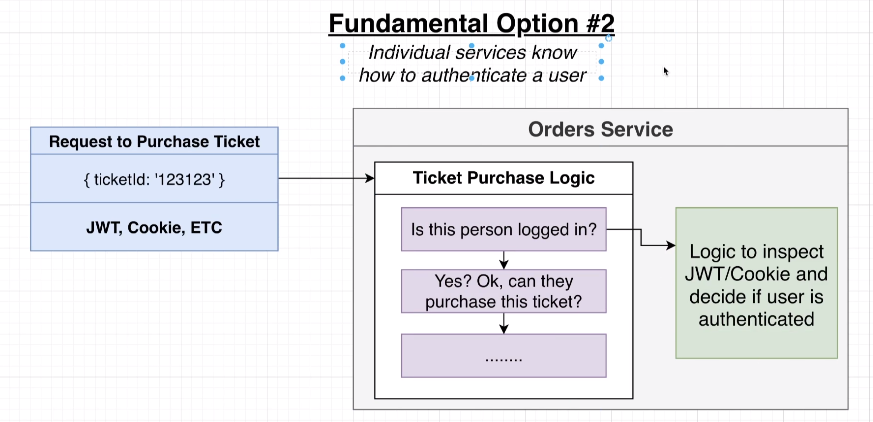 Fundamental Option #2
Individual services know
how to authenticate a user
Orders Service
Request to Purchase Ticket
{ ticketId: '123123' }
JWT, Cookie, ETC
Ticket Purchase Logic
Is this person logged in?
Yes? Ok, can they
purchase this ticket?
........
Logic to inspect
JWT/Cookie and
decide if user is
authenticated